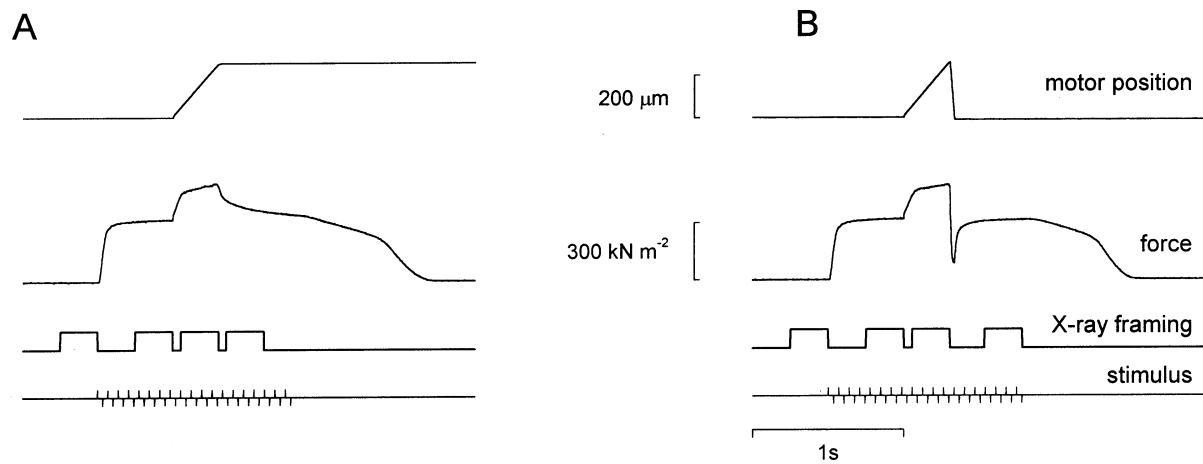 A
B
200 μm
motor position
300 kN m-2
force
X-ray framing
stimulus
1s